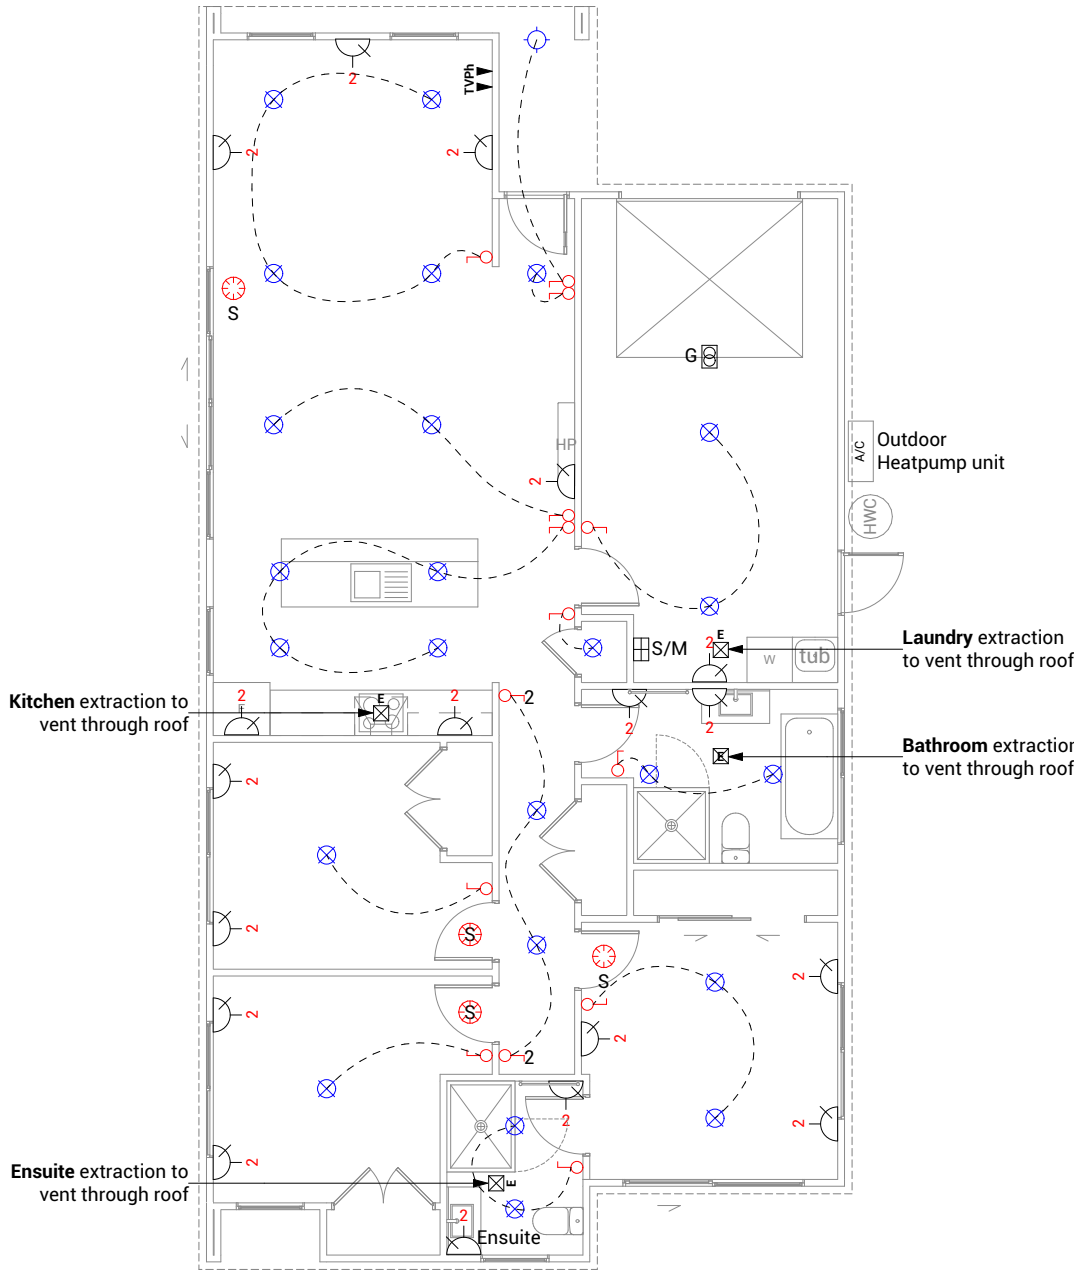 2
TVPh
2
2
S
G
HP
2
A/C
Outdoor
Heatpump unit
HWC
E
S/M
2
w
tub
Laundry extraction
to vent through roof
Kitchen extraction to
vent through roof
2
E
2
2
2
2
E
Bathroom extraction
to vent through roof
2
2
S
S
2
2
S
2
2
2
2
2
2
Ensuite extraction to
vent through roof
E
2
Ensuite